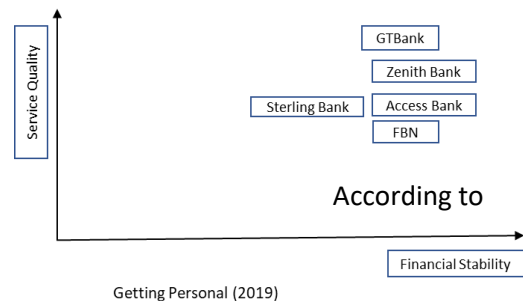 Service Quality
GTBank
Zenith Bank
Sterling Bank
Access Bank
FBN
According to
Financial Stability
Getting Personal (2019)